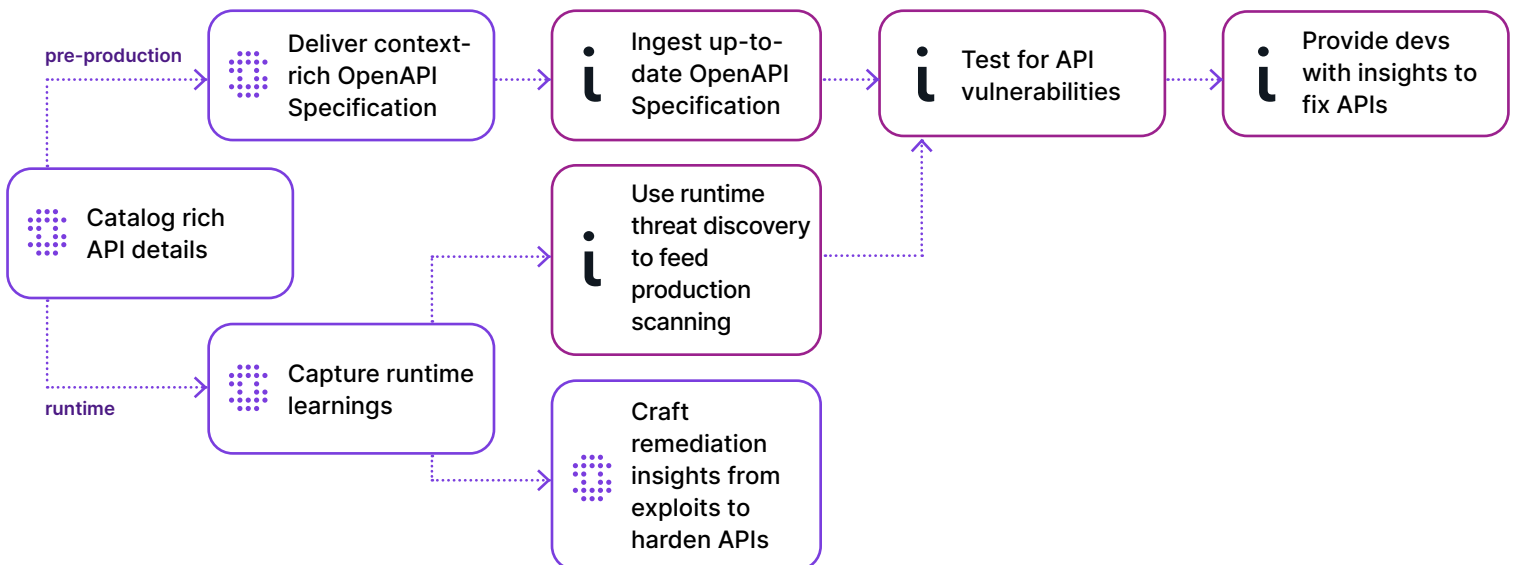 pre-production
Deliver context-
rich OpenAPI
Specification
Ingest up-to-
date OpenAPI
Specification
Test for API
vulnerabilities
Provide devs
with insights to
fix APIs
Catalog rich
API details
Use runtime
threat discovery
to feed
production
scanning
runtime
Capture runtime
learnings
Craft
remediation
insights from
exploits to
harden APIs